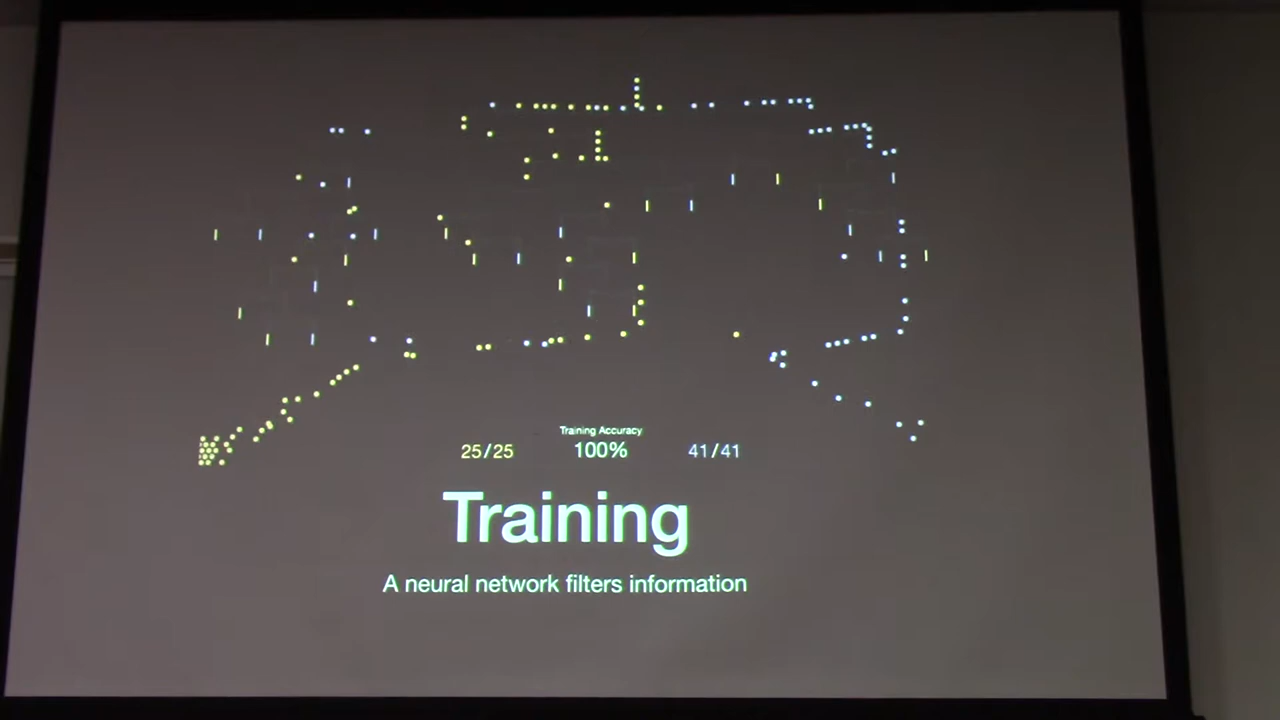 Training Accuracy
25/25 100% 41/41
Training
A neural network filters information